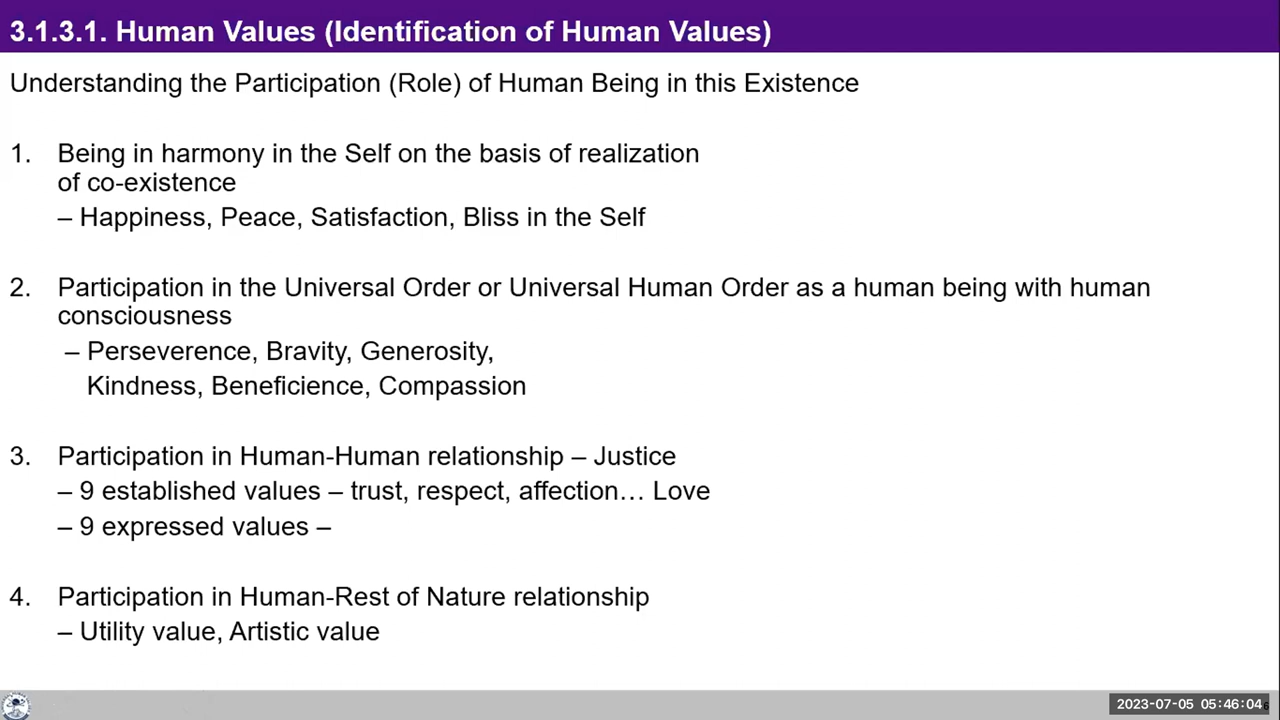 3.1.3.1. Human Values (Identification of Human Values)
Understanding the Participation (Role) of Human Being in this Existence
1. Being in harmony in the Self on the basis of realization
of co-existence
– Happiness, Peace, Satisfaction, Bliss in the Self
2. Participation in the Universal Order or Universal Human Order as a human being with human
consciousness
– Perseverence, Bravity, Generosity,
Kindness, Beneficience, Compassion
3. Participation in Human-Human relationship – Justice
– 9 established values – trust, respect, affection… Love
– 9 expressed values –
4. Participation in Human-Rest of Nature relationship
– Utility value, Artistic value
2023-07-05 05:46:04